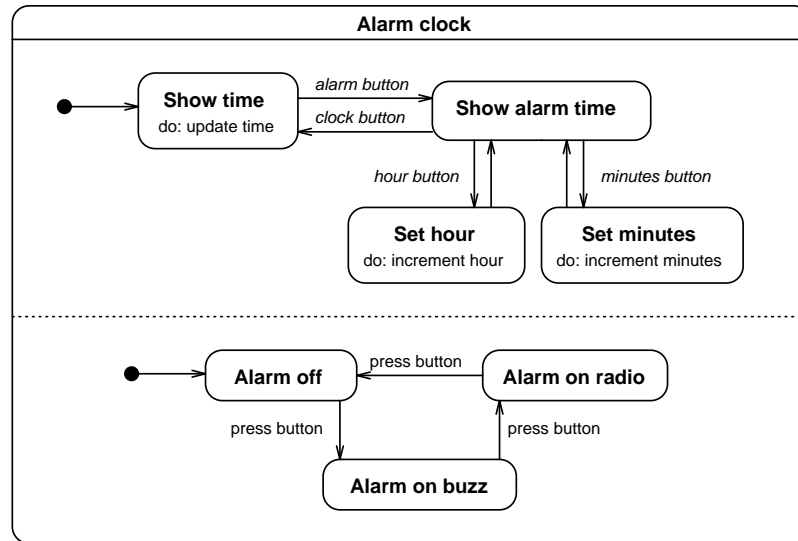 Alarm clock
alarm button
Show time
do: update time
Show alarm time
clock button
hour button
minutes button
Set hour
do: increment hour
Set minutes
do: increment minutes
press button
Alarm off
Alarm on radio
press button
press button
Alarm on buzz